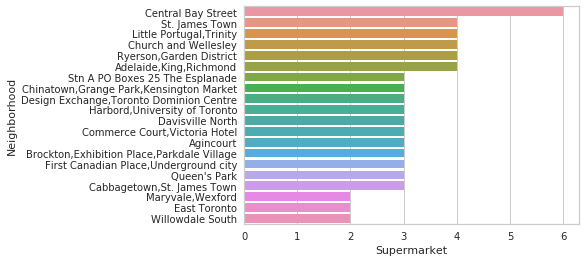 Central Bay Street
St. James Town
Little Portugal,Trinity
Church and Wellesley
Ryerson,Garden District
Adelaide,King,Richmond
Stn A PO Boxes 25 The Esplanade
Chinatown,Grange Park,Kensington Market
Design Exchange,Toronto Dominion Centre
Harbord,University of Toronto
Davisville North
Commerce Court,Victoria Hotel
Agincourt
Brockton,Exhibition Place,Parkdale Village
First Canadian Place,Underground city
Queen's Park
Cabbagetown,St. James Town
Maryvale,Wexford
East Toronto
Willowdale South
Neighborhood
0 1 2 3 4 5 6
Supermarket